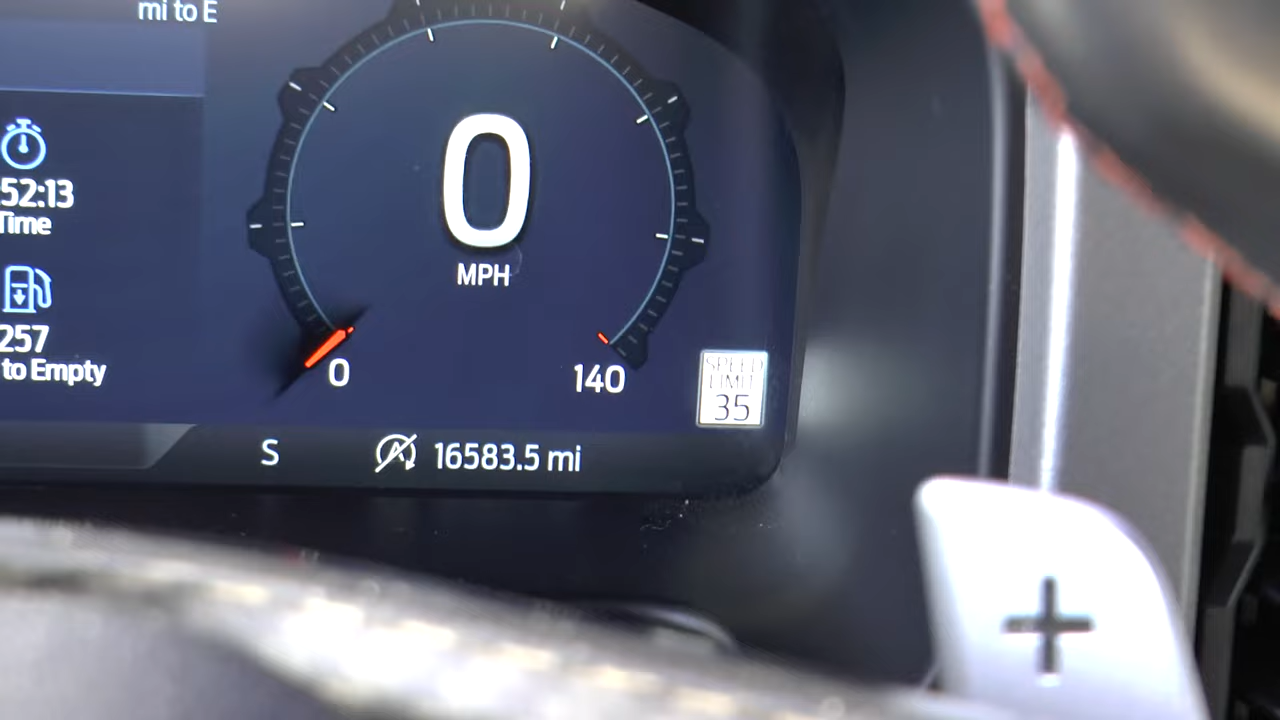 mi to E
52:13
Time
257
to Empty
0
MPH
0
140
SPEED
LIMIT
35
S
A
16583.5 mi
+